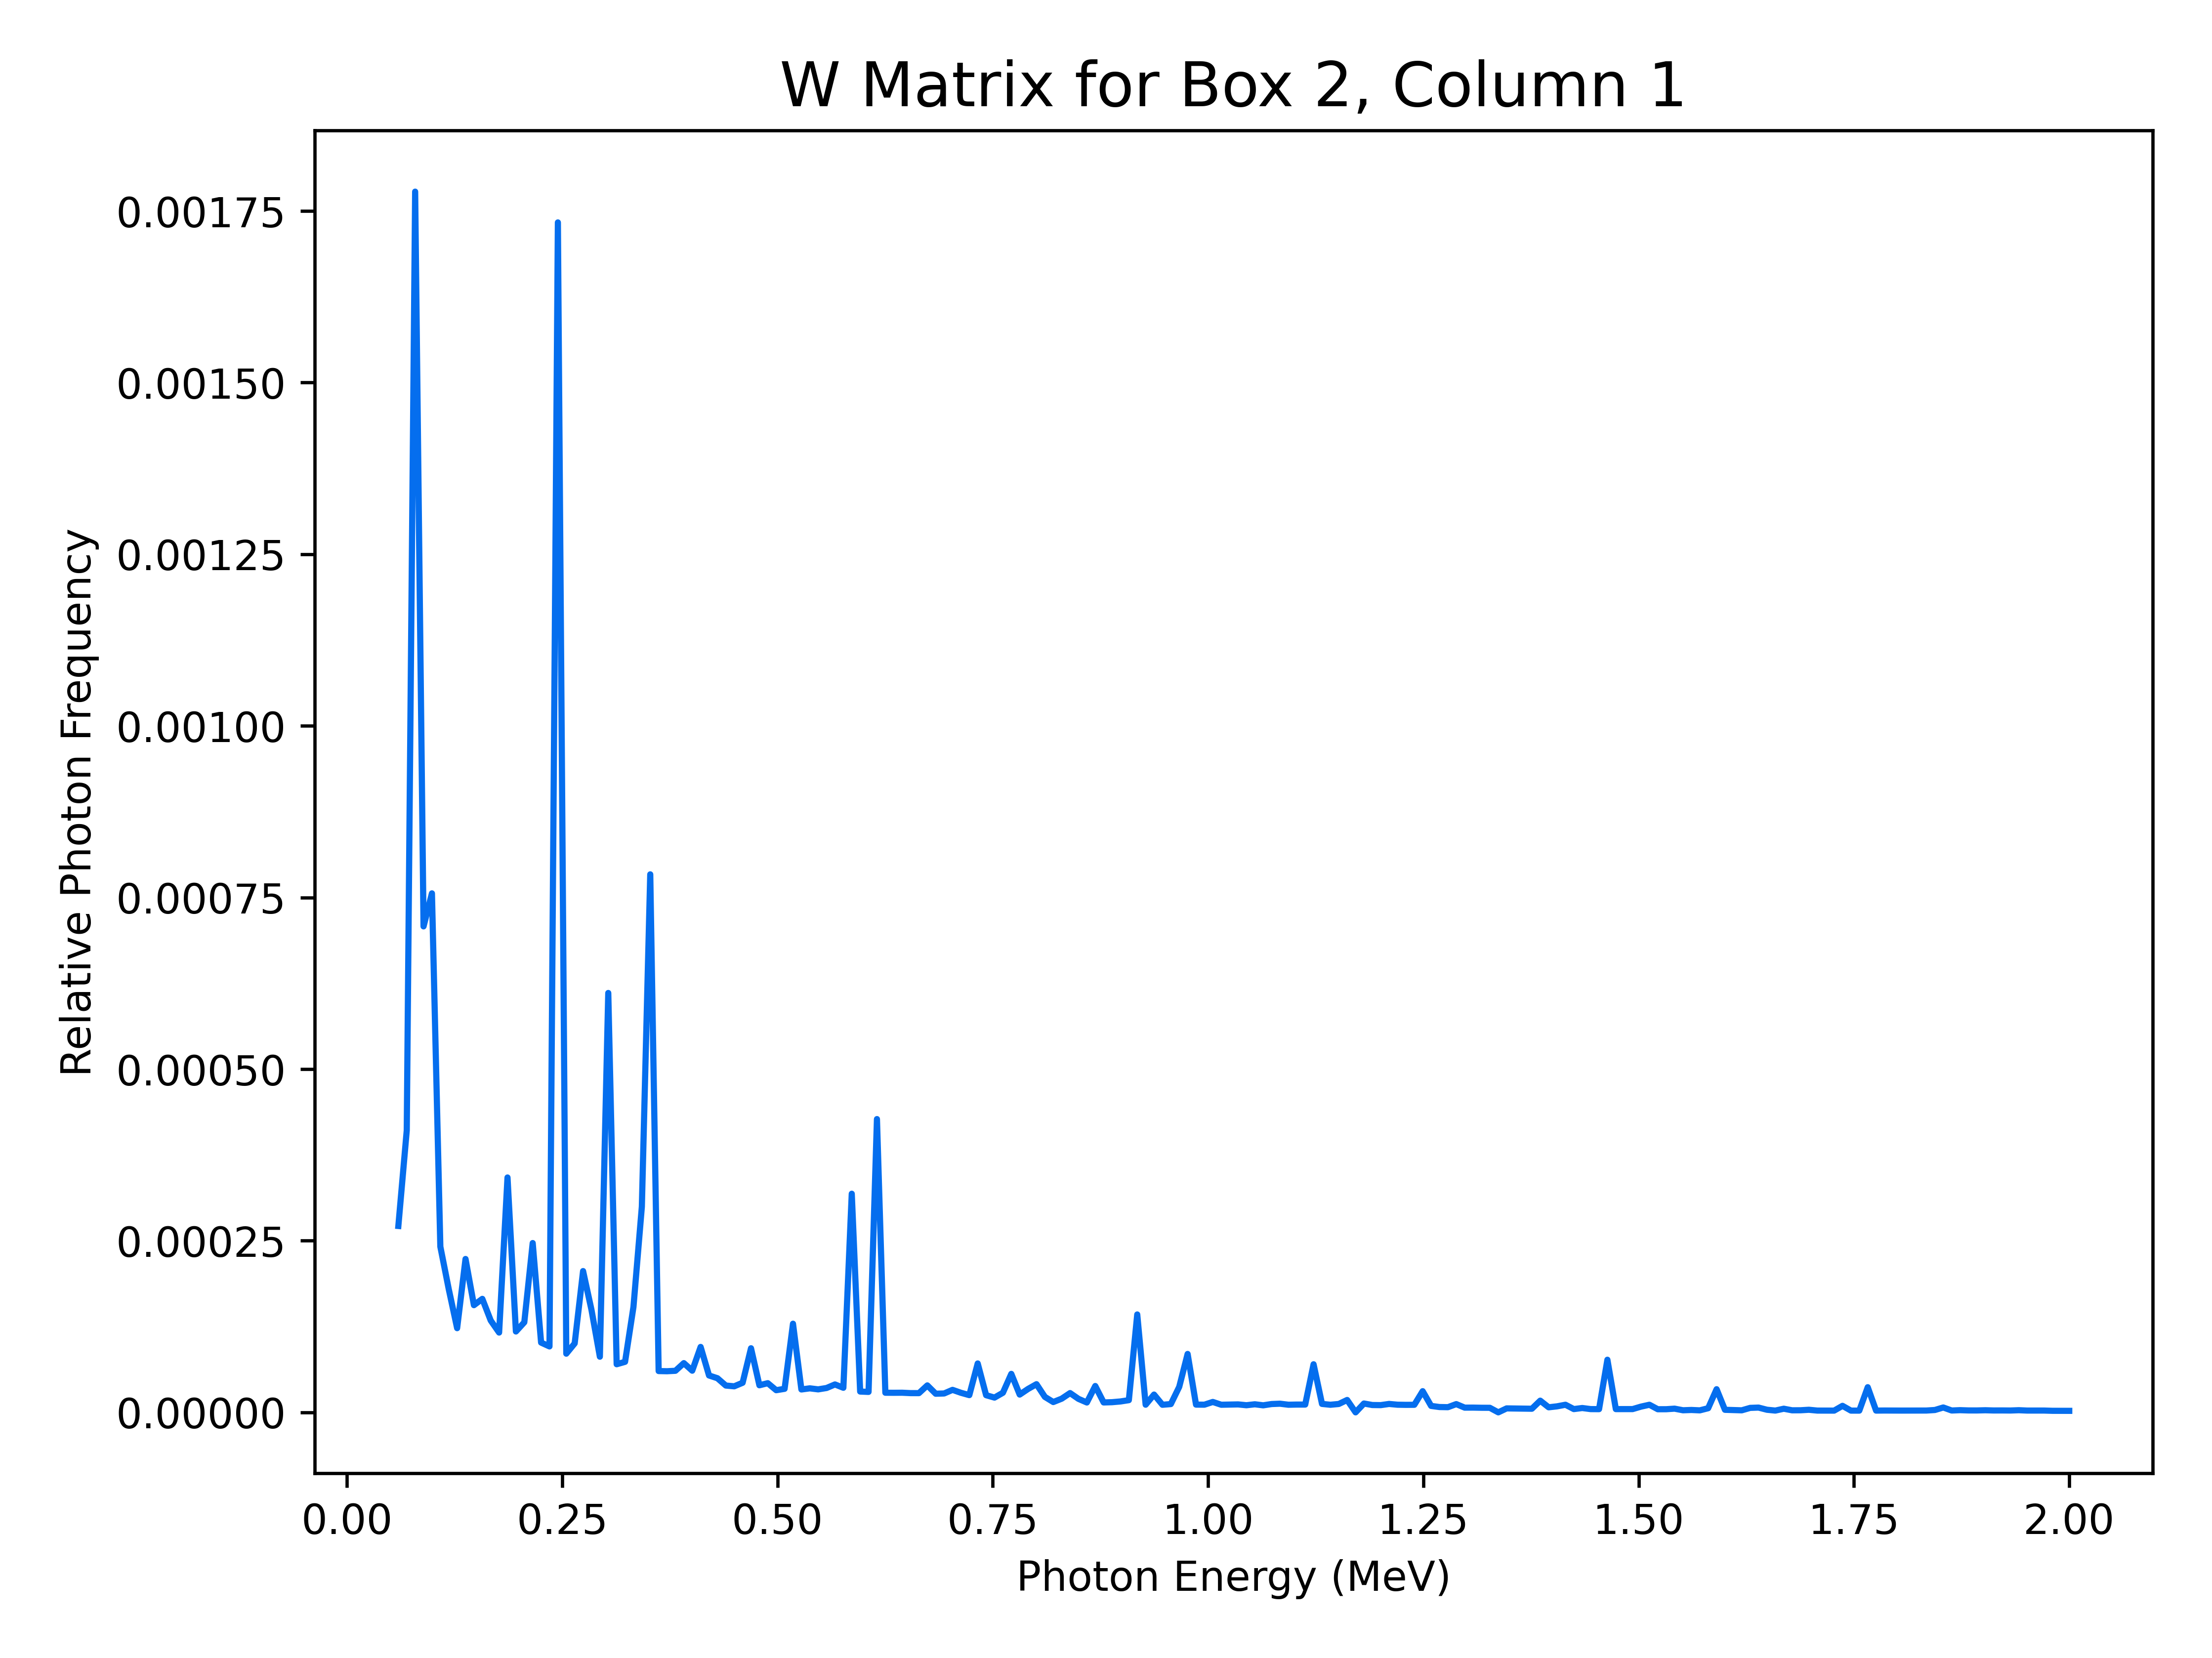 W Matrix for Box 2, Column 1
Relative Photon Frequency
0.00175
0.00150
0.00125
0.00100
0.00075
0.00050
0.00025
0.00000
0.00 0.25 0.50 0.75 1.00 1.25 1.50 1.75 2.00
Photon Energy (MeV)